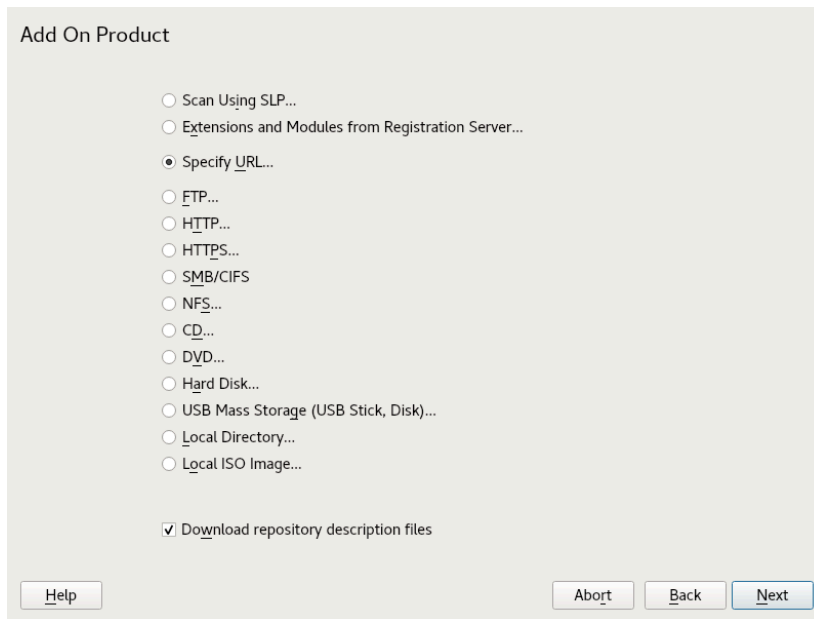 Add On Product
Scan Using SLP...
Extensions and Modules from Registration Server...
Specify URL...
FTP...
HTTP...
HTTPS...
SMB/CIFS
NFS...
CD...
DVD...
Hard Disk...
USB Mass Storage (USB Stick, Disk)...
Local Directory...
Local ISO Image...
Download repository description files
Help Abort Back Next